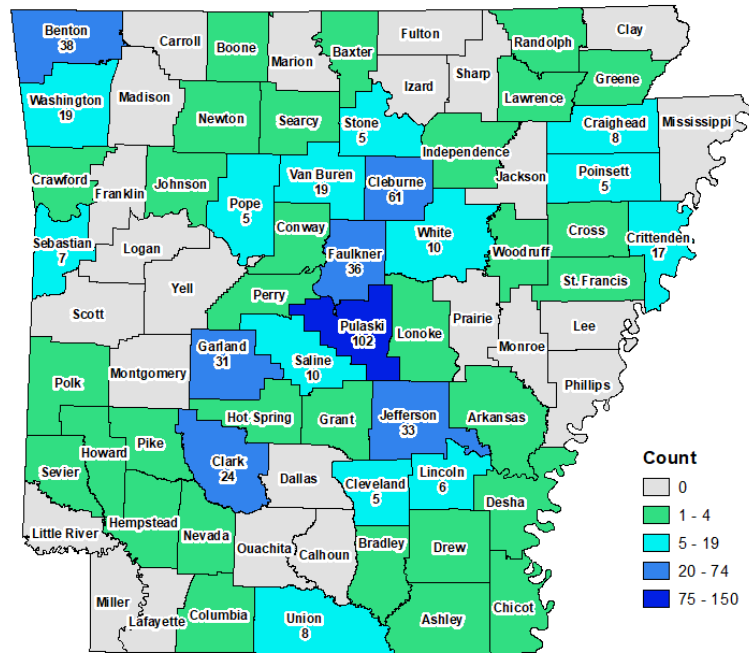 Benton
38
Carroll
Boone
Marion
Baxter
Fulton
Randolph
Clay
Izard
Sharp
Greene
Lawrence
Washington
19
Madison
Newton
Searcy
Stone
5
Craighead
8
Mississippi
Independence
Jackson
Poinsett
5
Crawford
Franklin
Johnson
Van Buren
19
Cleburne
61
Pope
5
Conway
White
10
Woodruff
Cross
Crittenden
17
Sebastian
7
Logan
Faulkner
36
St. Francis
Yell
Perry
Scott
Pulaski
102
Lonoke
Prairie
Lee
Monroe
Garland
31
Saline
10
Montgomery
Polk
Phillips
Hot Spring
Grant
Jefferson
33
Arkansas
Pike
Howard
Clark
24
Sevier
Dallas
Cleveland
5
Lincoln
6
Desha
Little River
Hempstead
Nevada
Ouachita
Calhoun
Bradley
Drew
Miller
Lafayette
Columbia
Union
8
Ashley
Chicot
Count
0
1 - 4
5 - 19
20 - 74
75 - 150